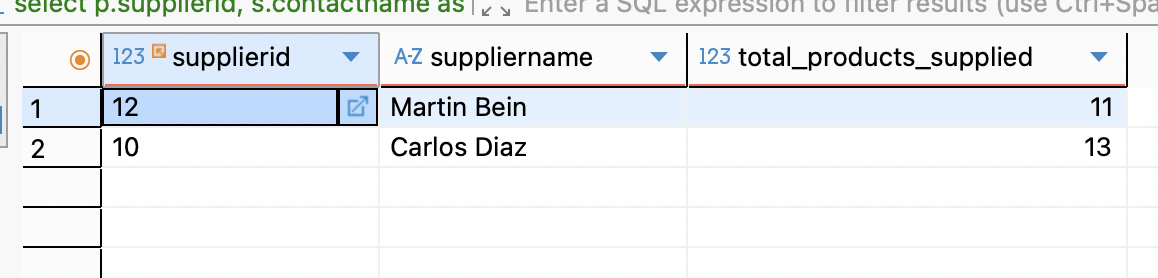 select p.supplierid, s.contactname as Enter a SQL expression to filter results (use Ctrl+Spa
123 supplierid A-Z suppliername 123 total_products_supplied
1 12 Martin Bein 11
2 10 Carlos Diaz 13